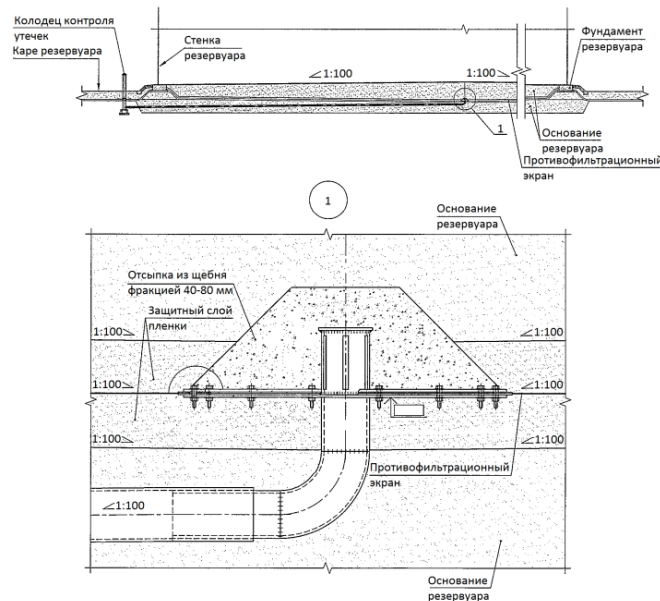 Колодец контроля
утечек
Каре резервуара
Стенка
резервуара
Фундамент
резервуара
1:100
1:100
1
Основание
резервуара
Противофильтрационный
экран
1
Основание
резервуара
Отсыпка из щебня
фракцией 40-80 мм
Защитный слой
пленки
1:100
1:100
1:100
1:100
1:100
1:100
Противофильтрационный
экран
1:100
Основание
резервуара